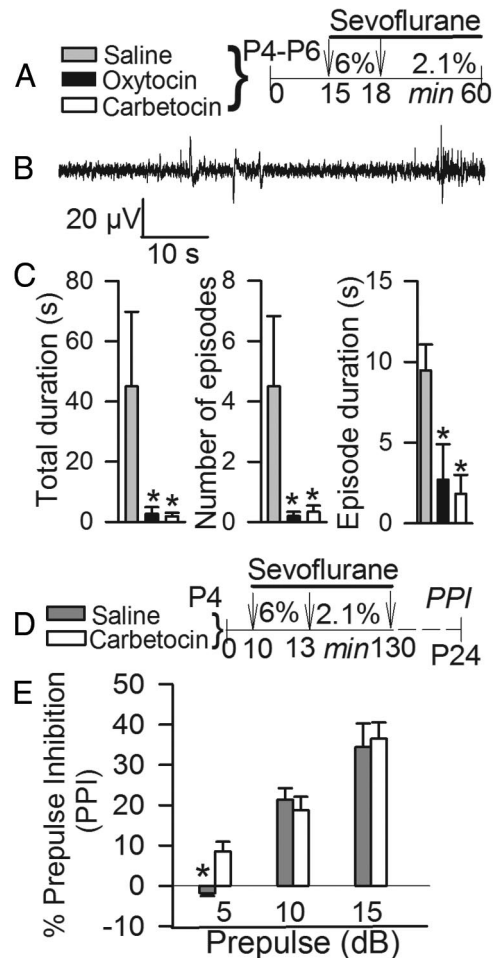 A
Saline
Oxytocin
Carbetocin
}
P4-P6
Sevoflurane
6%
2.1%
0 15 18 min 60
B
20 µV
10 s
C
Total duration (s)
80
60
40
20
0
* *
Number of episodes
8
6
4
2
0
* *
Episode duration (s)
15
10
5
0
*
*
D
Saline
Carbetocin
}
P4
Sevoflurane
6%
2.1%
PPI
0 10 13 min 130
P24
E
% Prepulse Inhibition
(PPI)
50
40
30
20
10
0
-10
*
5 10 15
Prepulse (dB)